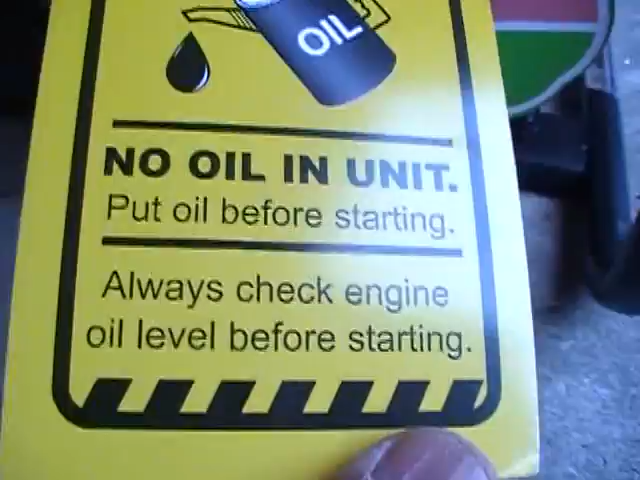 OIL
NO OIL IN UNIT.
Put oil before starting.
Always check engine
oil level before starting.